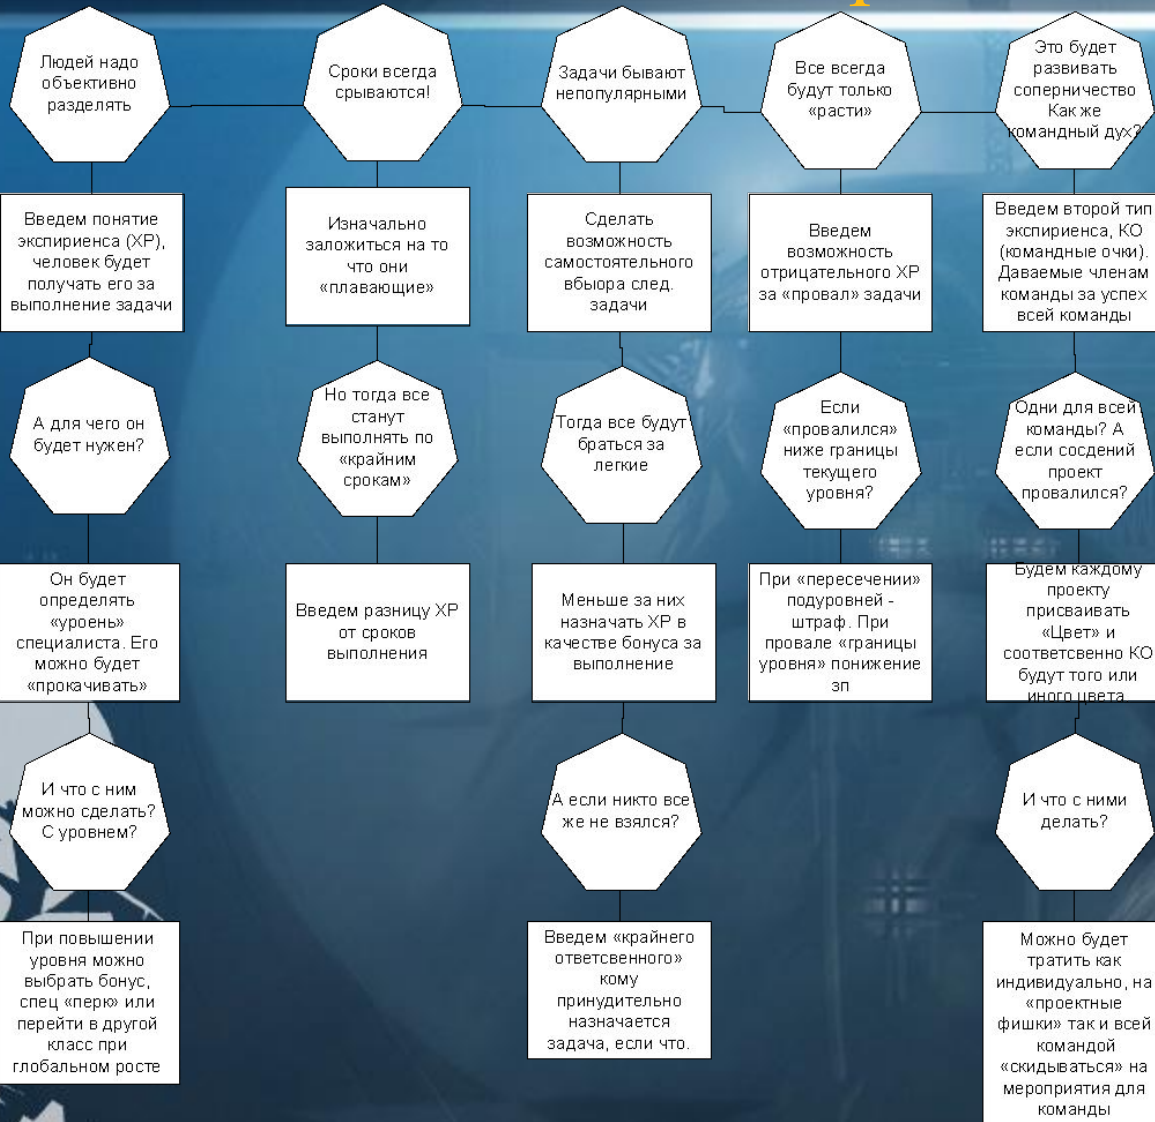 Людей надо
объективно
разделять
Введем понятие
экспириенса (XP),
человек будет
получать его за
выполнение задачи
А для чего он
будет нужен?
Он будет
определять
«уроень»
специалиста. Его
можно будет
«прокачивать»
И что с ним
можно сделать?
С уровнем?
При повышении
уровня можно
выбрать бонус,
спец «перк» или
перейти в другой
класс при
глобальном росте
Сроки всегда
срываются!
Изначально
заложиться на то
что они
«плавающие»
Но тогда все
станут
выполнять по
«крайним
срокам»
Введем разницу XP
от сроков
выполнения
Задачи бывают
непопулярными
Сделать
возможность
самостоятельного
вбыора след.
задачи
Тогда все будут
браться за
легкие
Меньше за них
назначать XP в
качестве бонуса за
выполнение
А если никто все
же не взялся?
Введем «крайнего
ответсвенного»
кому
принудительно
назначается
задача, если что.
Все всегда
будут только
«расти»
Введем
возможность
отрицательного XP
за «провал» задачи
Если
«провалился»
ниже границы
текущего
уровня?
При «пересечении»
подуровней -
штраф. При
провале «границы
уровня» понижение
зп
Это будет
развивать
соперничество
Как же
командный дух?
Введем второй тип
экспириенса, КО
(командные очки).
Даваемые членам
команды за успех
всей команды
Одни для всей
команды? А
если сосдений
проект
провалился?
Будем каждому
проекту
присваивать
«Цвет» и
соответсвенно КО
будут того или
иного цвета
И что с ними
делать?
Можно будет
тратить как
индивидуально, на
«проектные
фишки» так и всей
командой
«скидываться» на
мероприятия для
команды